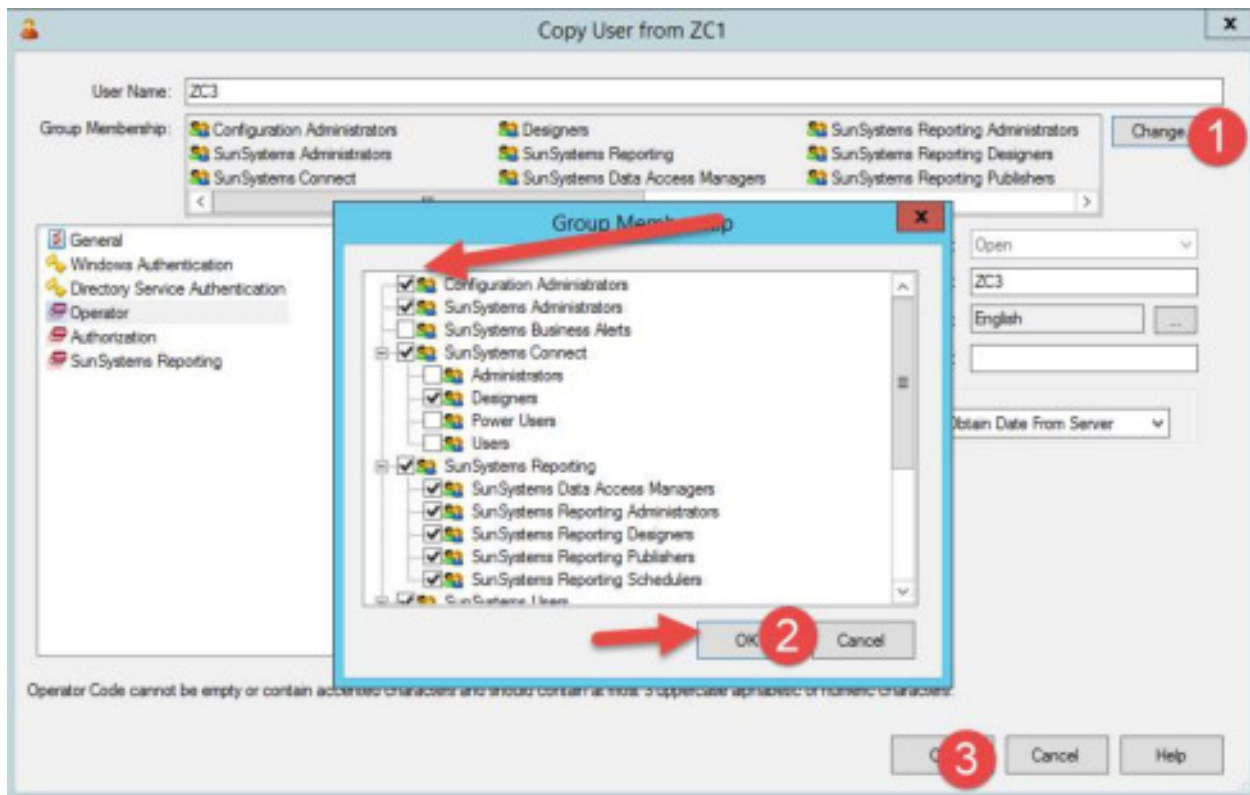 Copy User from ZC1
x
User Name: ZC3
Group Membership: Configuration Administrators Designers SunSystems Reporting Administrators Change 1
SunSystems Administrators SunSystems Reporting SunSystems Reporting Designers
SunSystems Connect SunSystems Data Access Managers SunSystems Reporting Publishers
Group Membership x
General
Windows Authentication
Directory Service Authentication
Operator
Authorization
SunSystems Reporting
Configuration Administrators
SunSystems Administrators
SunSystems Business Alerts
SunSystems Connect
Administrators
Designers
Power Users
Users
SunSystems Reporting
SunSystems Data Access Managers
SunSystems Reporting Administrators
SunSystems Reporting Designers
SunSystems Reporting Publishers
SunSystems Reporting Schedulers
SunSystems Users
Open
ZC3
English ...
Obtain Date From Server
OK 2 Cancel
Operator Code cannot be empty or contain accented characters and should contain at most 3 uppercase alphabetic or numeric characters.
3 Cancel Help